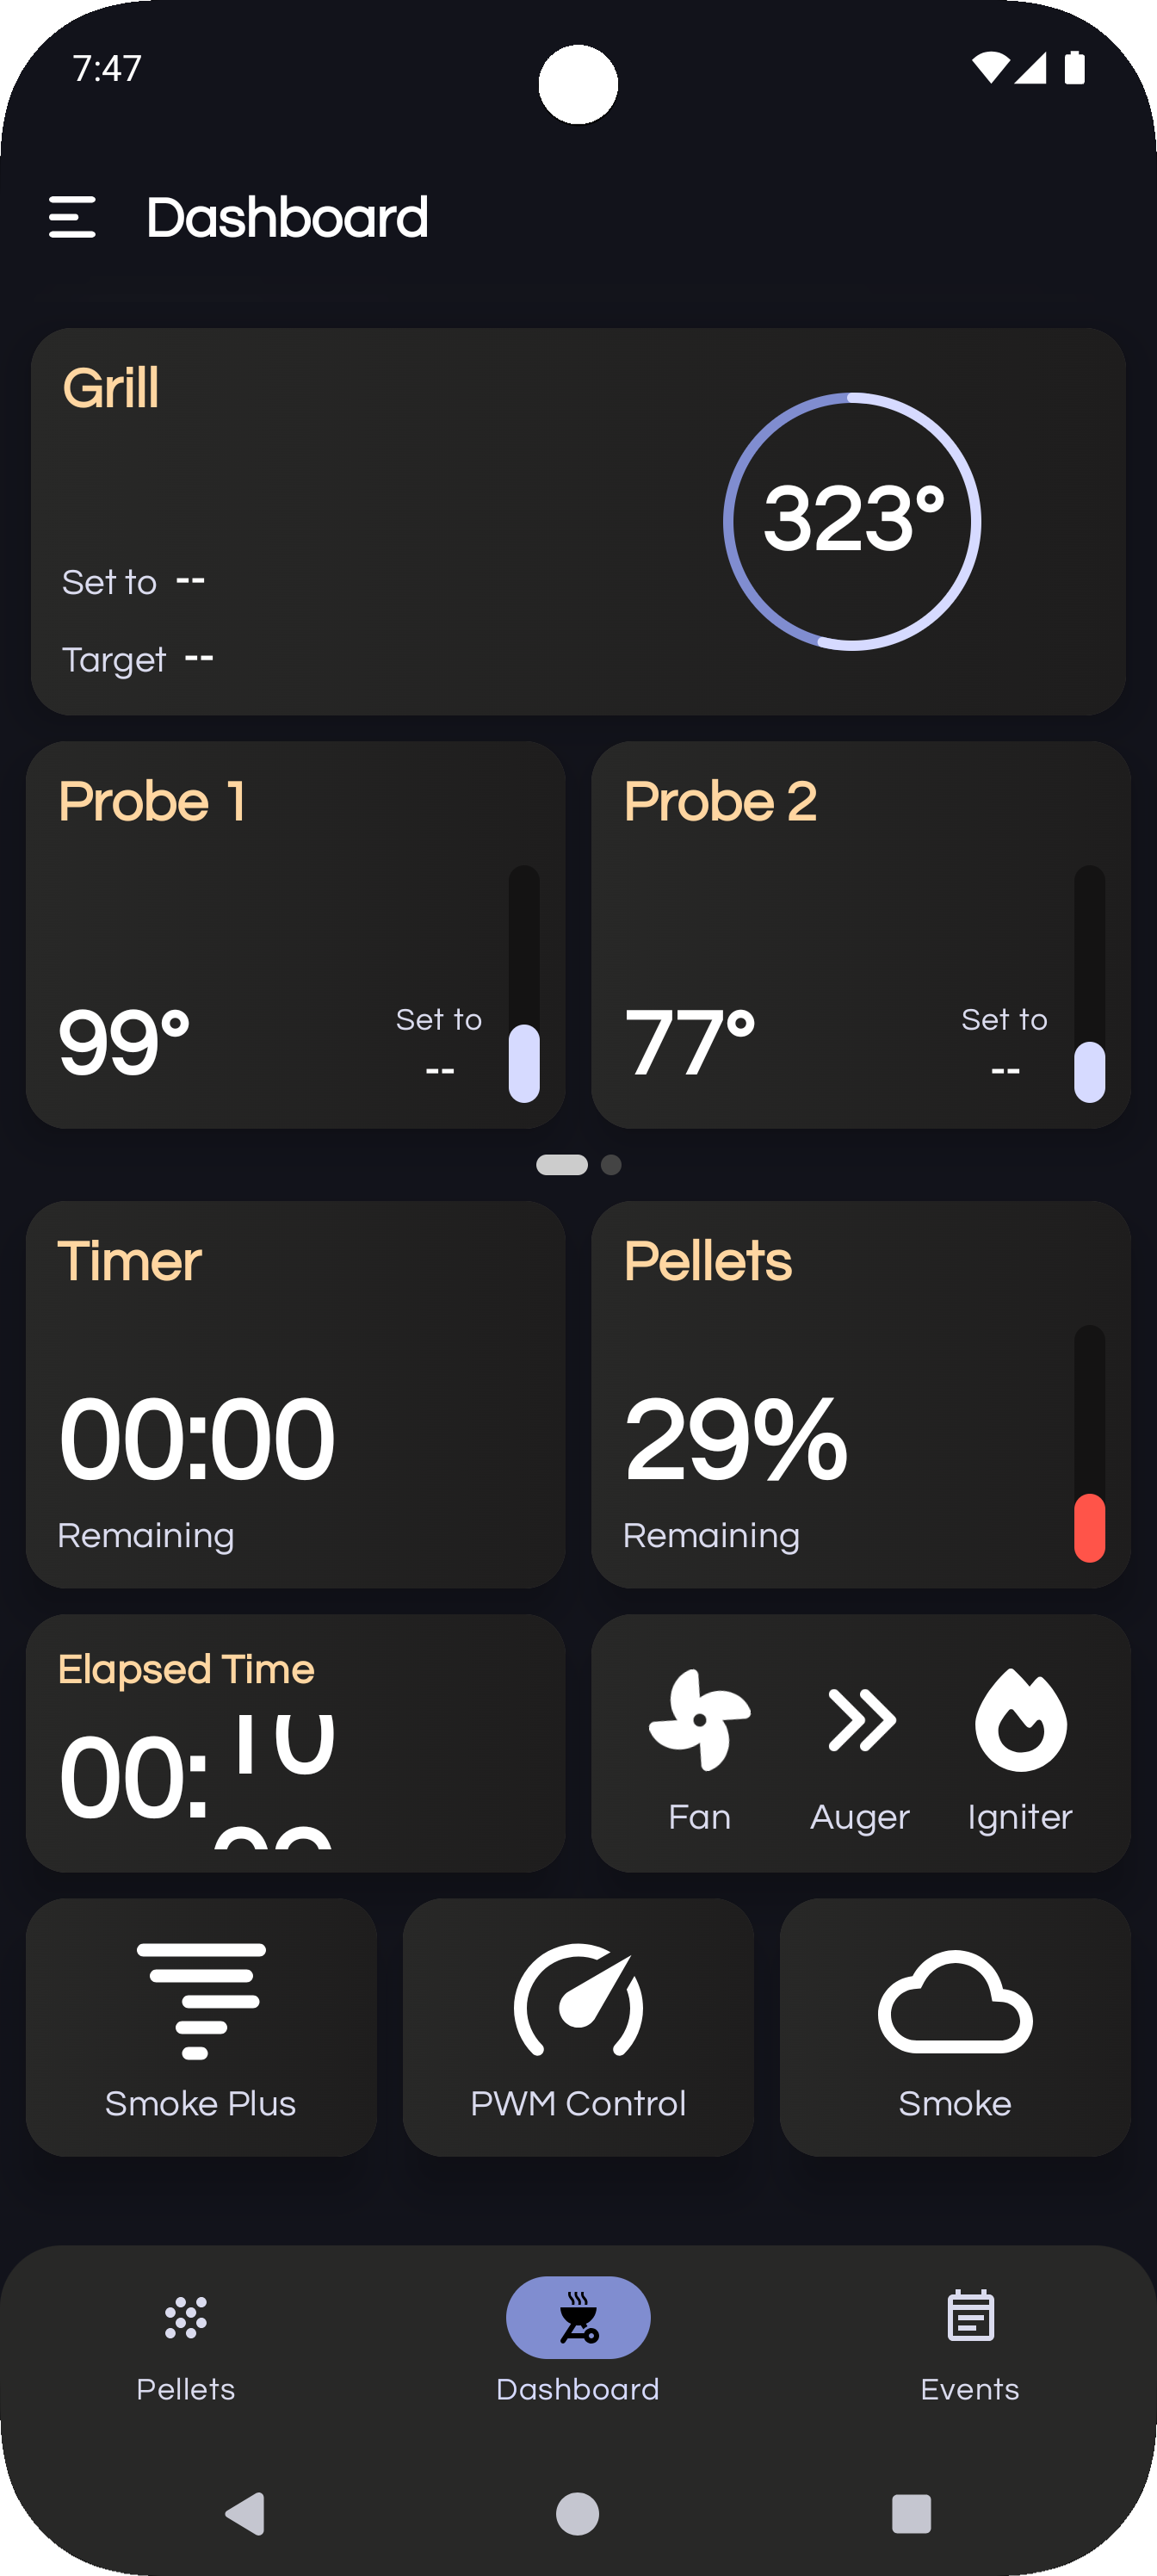 7:47
Dashboard
Grill
323°
Set to --
Target --
Probe 1
99°
Set to
--
Probe 2
77°
Set to
--
Timer
00:00
Remaining
Pellets
29%
Remaining
Elapsed Time
00:
Fan
Auger
Igniter
Smoke Plus
PWM Control
Smoke
Pellets
Dashboard
Events